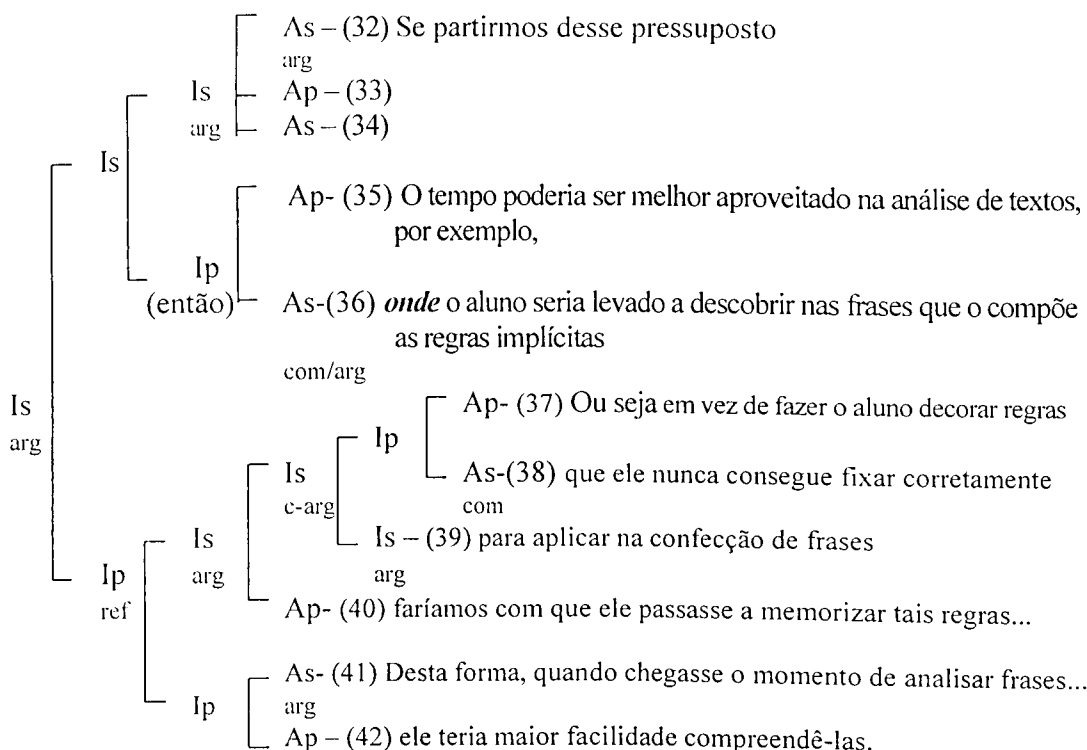 As – (32) Se partirmos desse pressuposto
arg
Is
Ap – (33)
arg
As – (34)
Is
Ap- (35) O tempo poderia ser melhor aproveitado na análise de textos,
por exemplo,
Ip
(então)
As-(36) onde o aluno seria levado a descobrir nas frases que o compõe
as regras implícitas
com/arg
Is
arg
Ap- (37) Ou seja em vez de fazer o aluno decorar regras
Ip
Is
c-arg
As-(38) que ele nunca consegue fixar corretamente
com
Is
arg
Is – (39) para aplicar na confecção de frases
arg
Ip
ref
Ap- (40) faríamos com que ele passasse a memorizar tais regras...
As- (41) Desta forma, quando chegasse o momento de analisar frases...
arg
Ip
Ap – (42) ele teria maior facilidade compreendê-las.